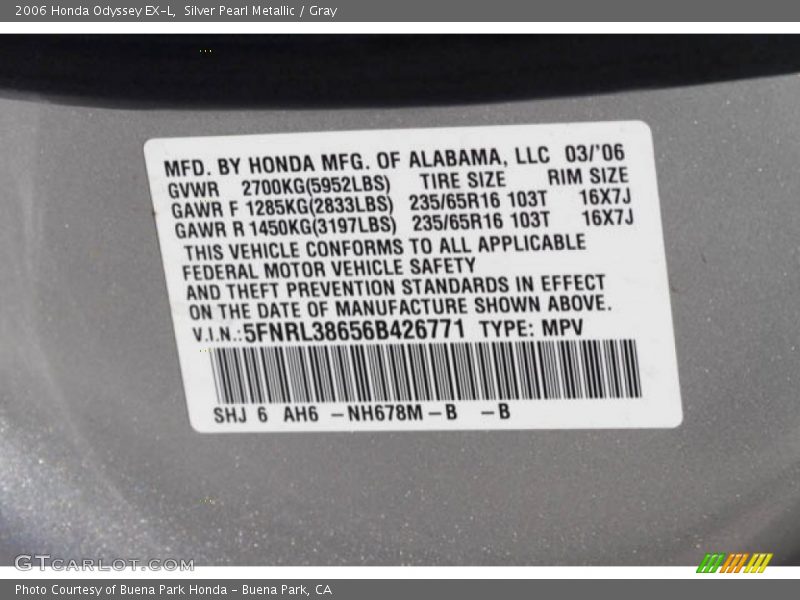 2006 Honda Odyssey EX-L, Silver Pearl Metallic / Gray
MFD. BY HONDA MFG. OF ALABAMA, LLC 03/'06
GVWR 2700KG(5952LBS) TIRE SIZE RIM SIZE
GAWR F 1285KG(2833LBS) 235/65R16 103T 16X7J
GAWR R 1450KG(3197LBS) 235/65R16 103T 16X7J
THIS VEHICLE CONFORMS TO ALL APPLICABLE
FEDERAL MOTOR VEHICLE SAFETY
AND THEFT PREVENTION STANDARDS IN EFFECT
ON THE DATE OF MANUFACTURE SHOWN ABOVE.
V.I.N.:5FNRL38656B426771 TYPE: MPV
SHJ 6 AH6 -NH678M-B -B
GTCARLOT.COM
Photo Courtesy of Buena Park Honda - Buena Park, CA